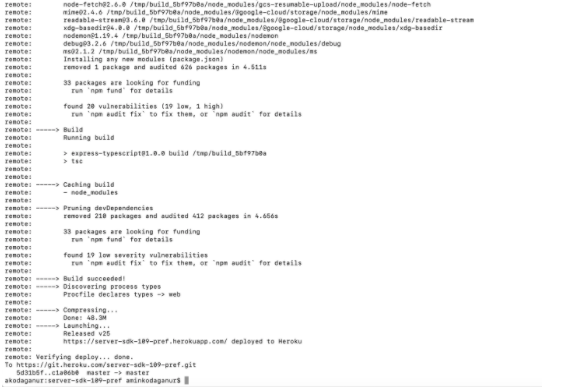 remote: node-fetch@2.6.0 /tmp/build_5bf97b0a/node_modules/gcs-resumable-upload/node_modules/node-fetch
remote: mime@2.4.6 /tmp/build_5bf97b0a/node_modules/@google-cloud/storage/node_modules/mime
remote: readable-stream@3.6.0 /tmp/build_5bf97b0a/node_modules/@google-cloud/storage/node_modules/readable-stream
remote: xdg-basedir@4.0.0 /tmp/build_5bf97b0a/node_modules/@google-cloud/storage/node_modules/xdg-basedir
remote: nodemon@1.19.4 /tmp/build_5bf97b0a/node_modules/nodemon
remote: debug@3.2.6 /tmp/build_5bf97b0a/node_modules/nodemon/node_modules/debug
remote: ms@2.1.2 /tmp/build_5bf97b0a/node_modules/nodemon/node_modules/ms
remote: Installing any new modules (package.json)
remote: removed 1 package and audited 626 packages in 4.511s
remote:
remote: 33 packages are looking for funding
remote: run `npm fund` for details
remote:
remote: found 20 vulnerabilities (19 low, 1 high)
remote: run `npm audit fix` to fix them, or `npm audit` for details
remote:
remote: -----> Build
remote: Running build
remote:
remote: > express-typescript@1.0.0 build /tmp/build_5bf97b0a
remote: > tsc
remote:
remote:
remote: -----> Caching build
remote: - node_modules
remote:
remote: -----> Pruning devDependencies
remote: removed 210 packages and audited 412 packages in 4.656s
remote:
remote: 33 packages are looking for funding
remote: run `npm fund` for details
remote:
remote: found 19 low severity vulnerabilities
remote: run `npm audit fix` to fix them, or `npm audit` for details
remote:
remote: -----> Build succeeded!
remote: -----> Discovering process types
remote: Procfile declares types -> web
remote:
remote: -----> Compressing...
remote: Done: 48.3M
remote: -----> Launching...
remote: Released v25
remote: https://server-sdk-109-pref.herokuapp.com/ deployed to Heroku
remote:
remote: Verifying deploy... done.
To https://git.heroku.com/server-sdk-109-pref.git
5d31b5f..c1a06b0 master -> master
akodaganur:server-sdk-109-pref aminkodaganur$